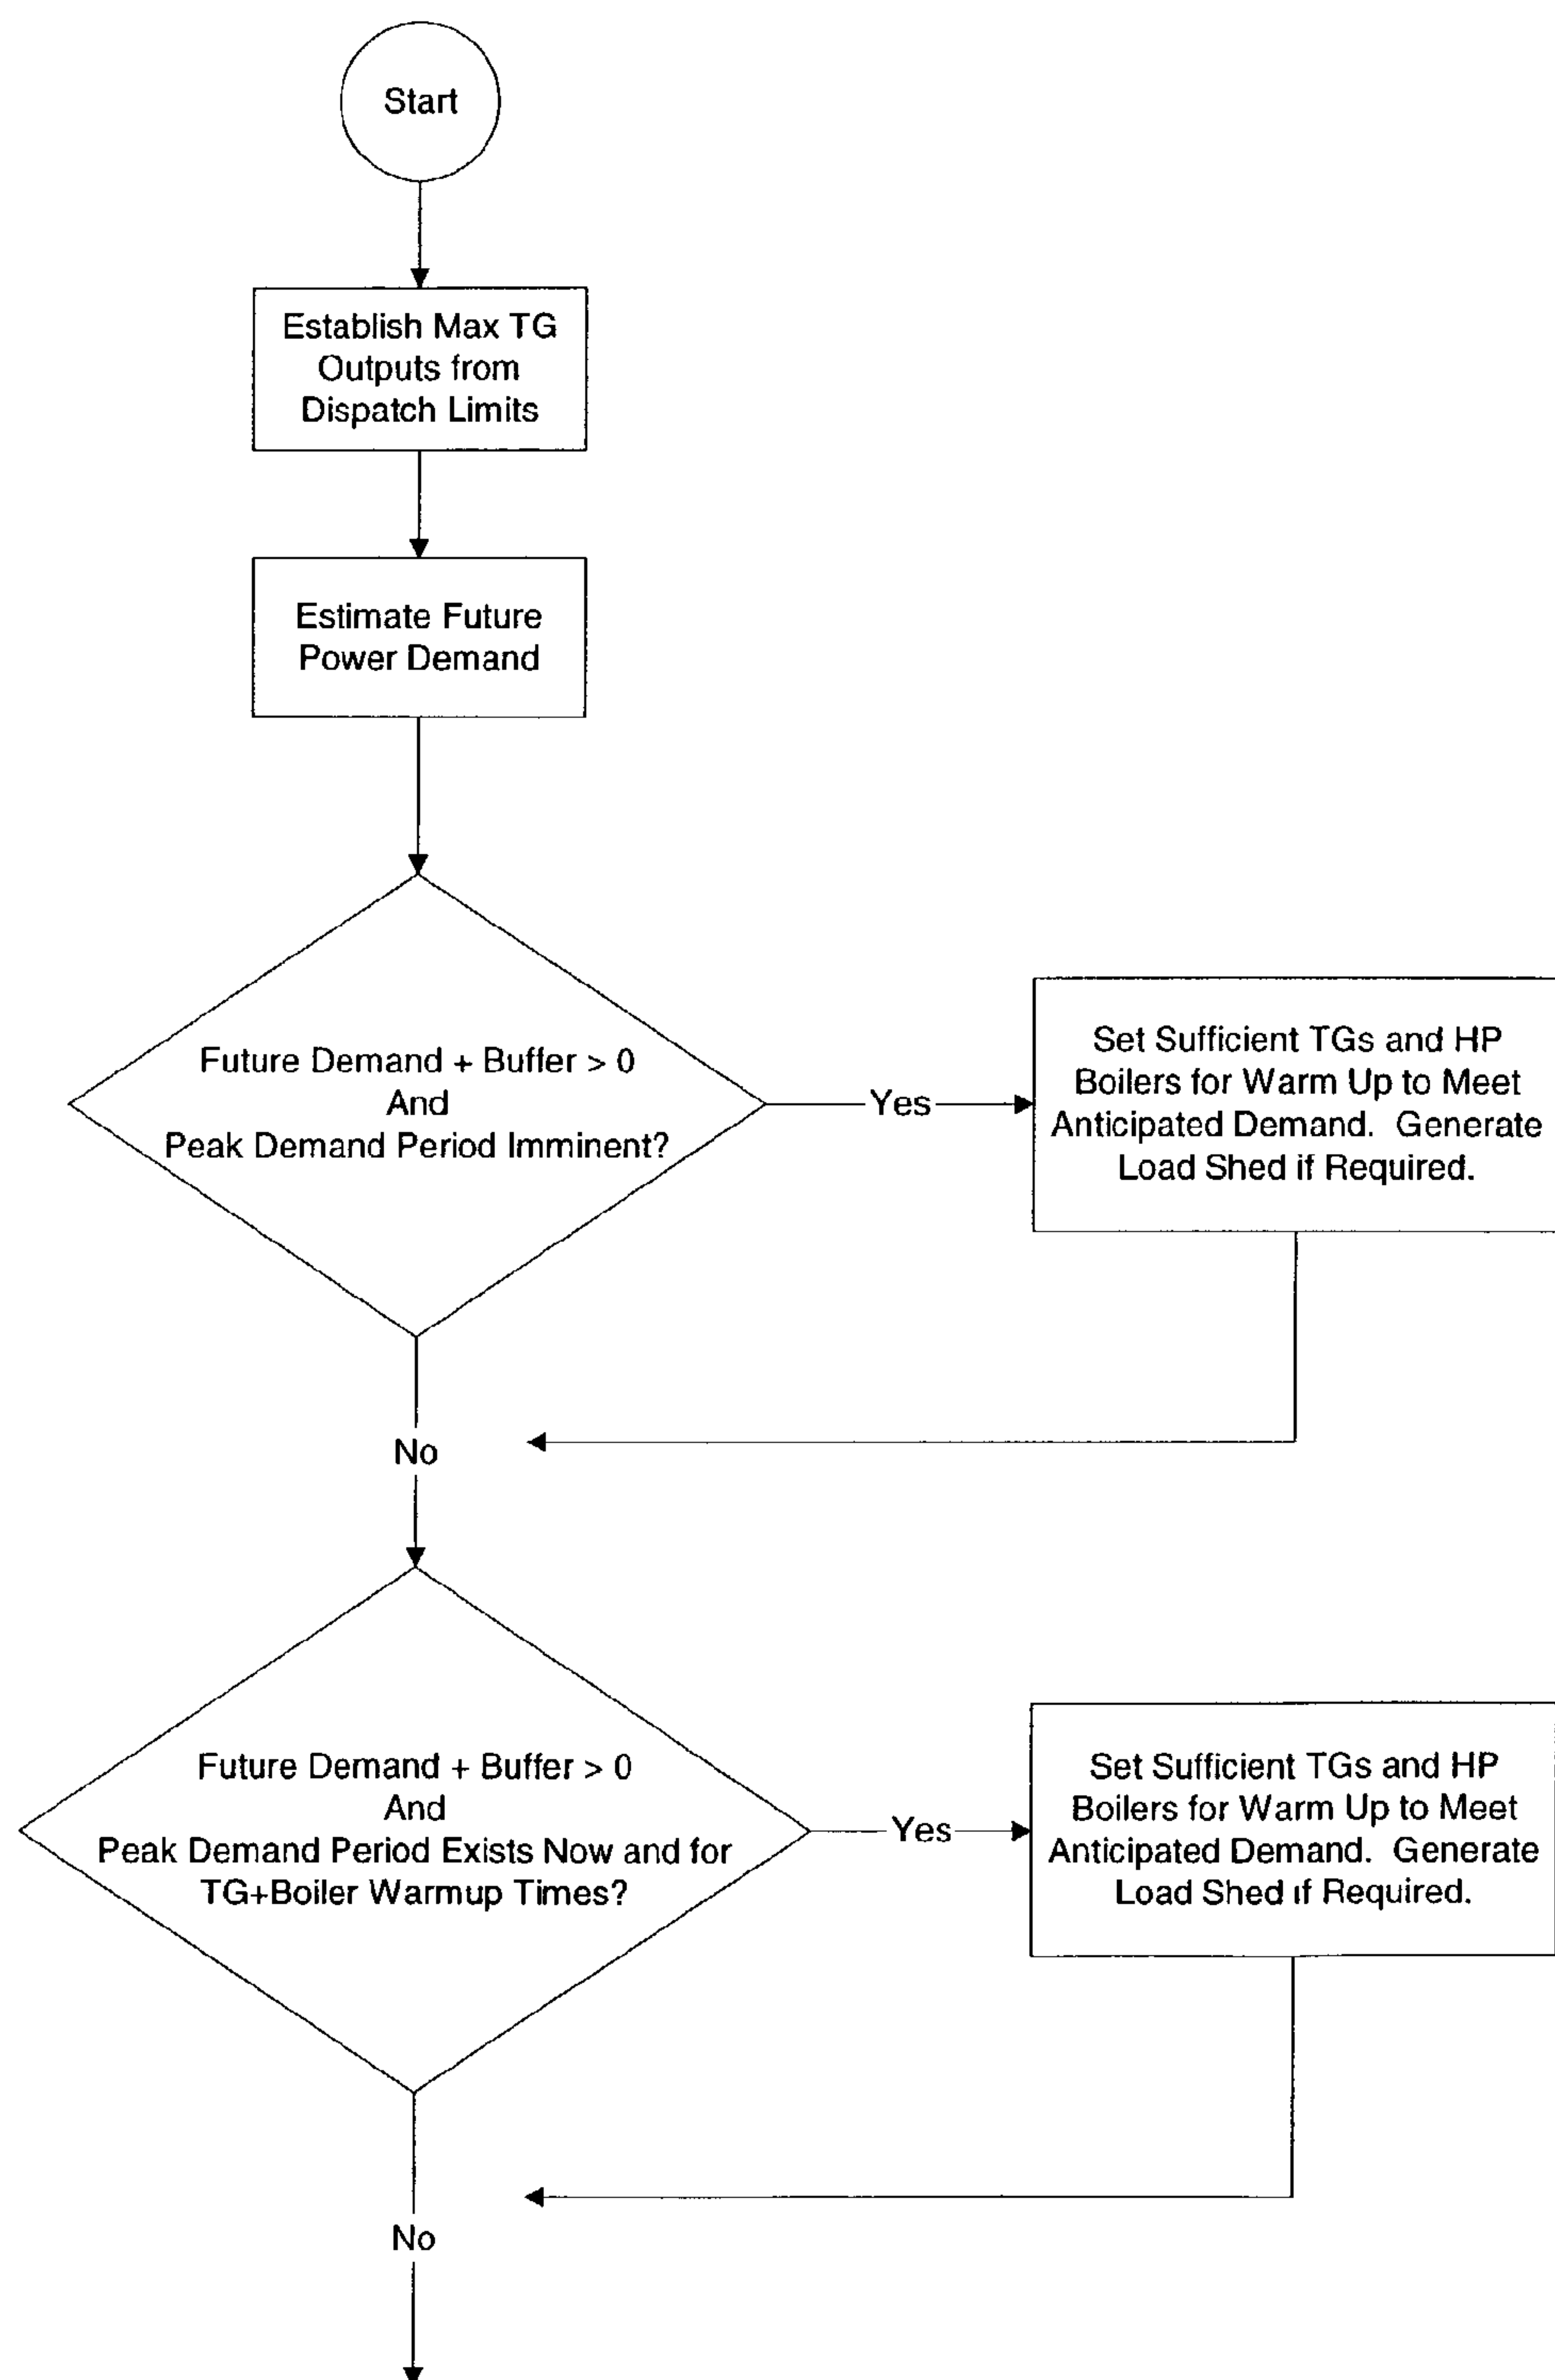 Start
Establish Max TG
Outputs from
Dispatch Limits
Estimate Future
Power Demand
Future Demand + Buffer > 0
And
Peak Demand Period Imminent?
Yes
Set Sufficient TGs and HP
Boilers for Warm Up to Meet
Anticipated Demand.  Generate
Load Shed if Required.
No
Future Demand + Buffer > 0
And
Peak Demand Period Exists Now and for
TG+Boiler Warmup Times?
Yes
Set Sufficient TGs and HP
Boilers for Warm Up to Meet
Anticipated Demand.  Generate
Load Shed if Required.
No